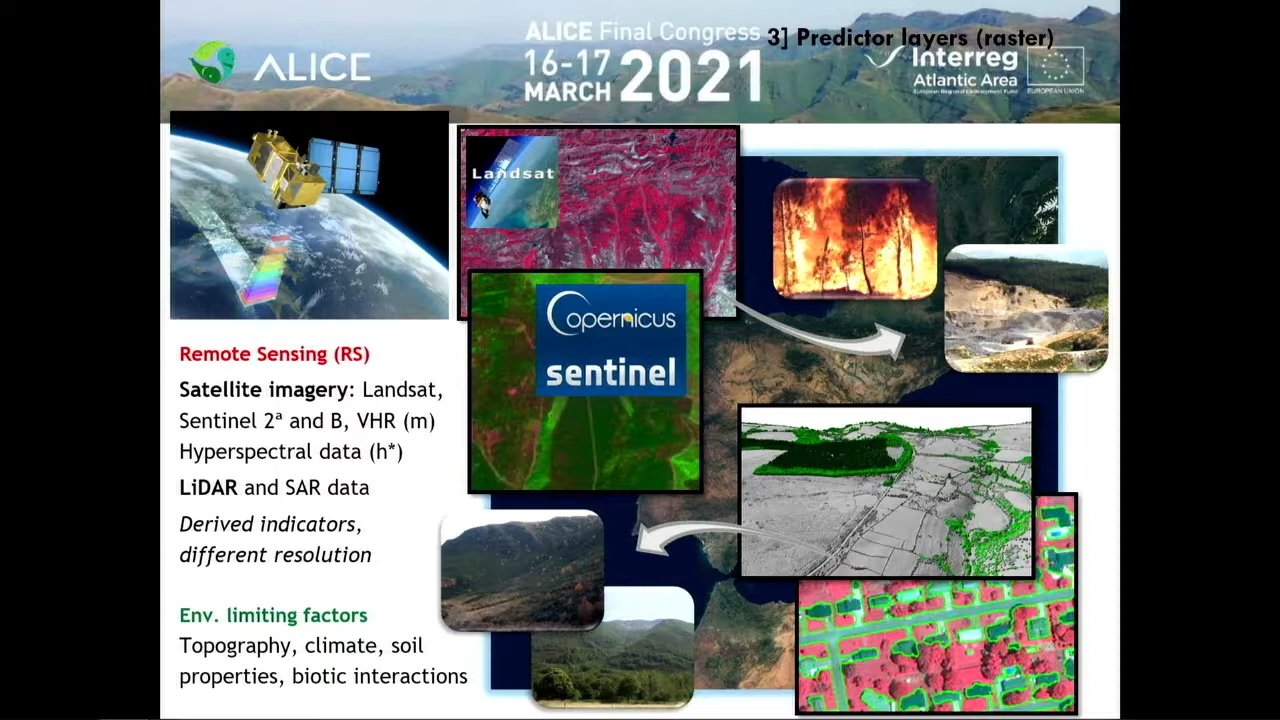 ALICE
ALICE Final Congress
16-17
MARCH 2021
3] Predictor layers (raster)
Interreg
Atlantic Area
European Regional Development Fund
EUROPEAN UNION
Landsat
Copernicus
sentinel
Remote Sensing (RS)
Satellite imagery: Landsat,
Sentinel 2ª and B, VHR (m)
Hyperspectral data (h*)
LiDAR and SAR data
Derived indicators,
different resolution
Env. limiting factors
Topography, climate, soil
properties, biotic interactions